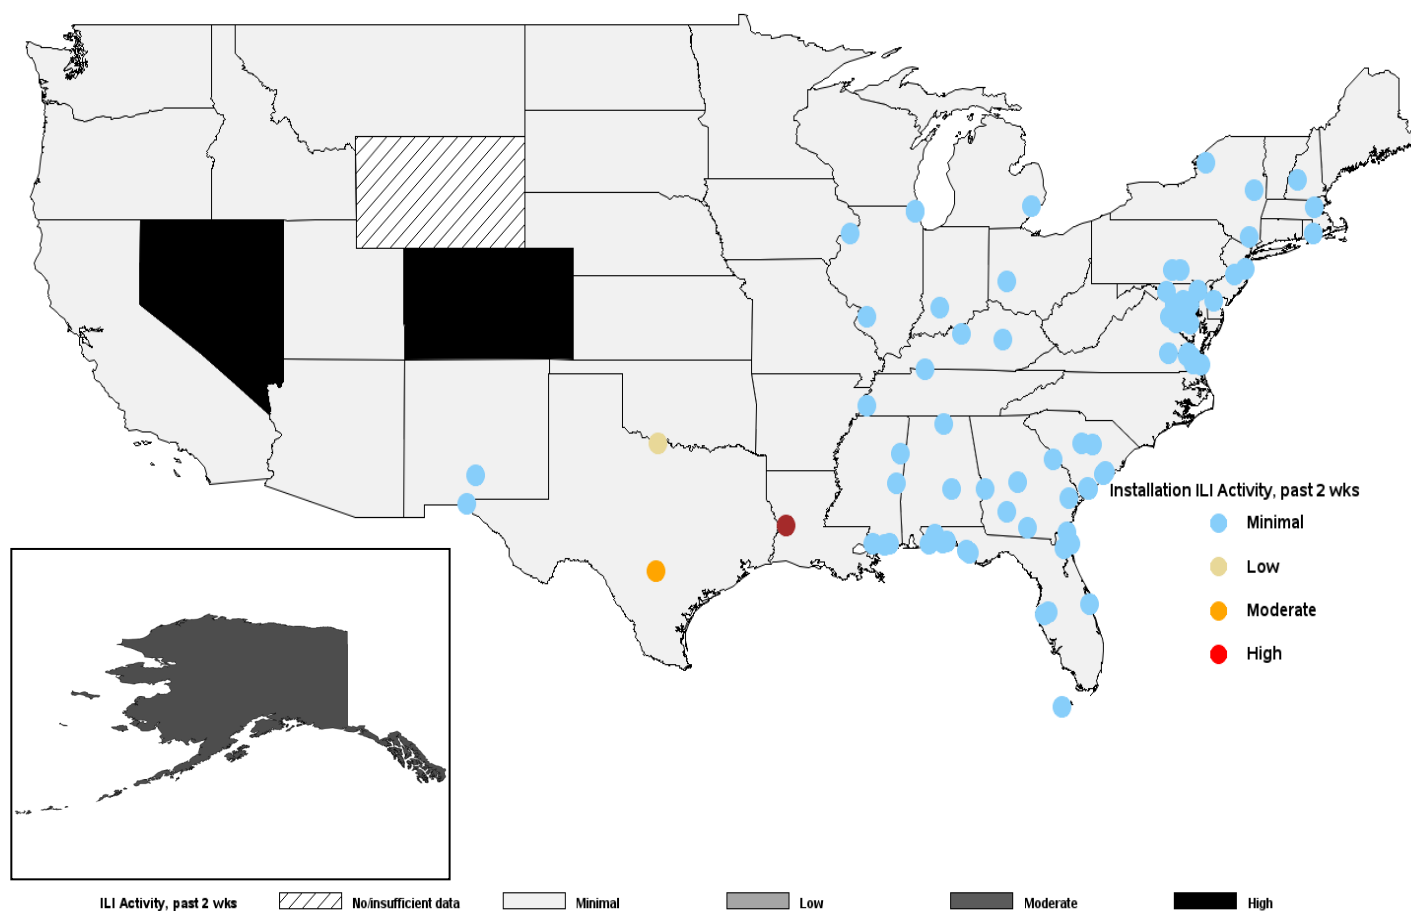 Installation ILI Activity, past 2 wks
Minimal
Low
Moderate
High
ILI Activity, past 2 wks No/insufficient data Minimal Low Moderate High